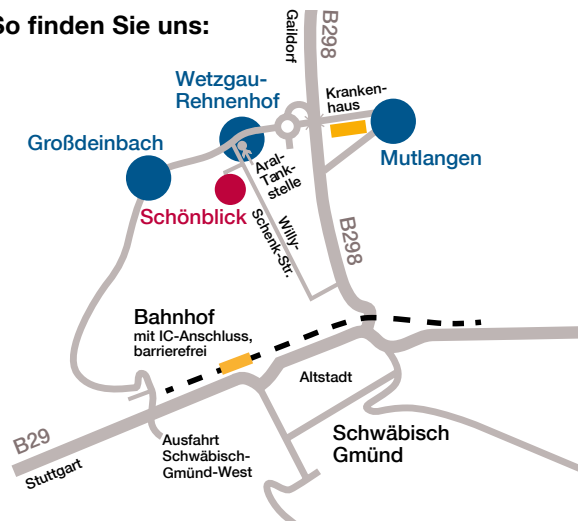 So finden Sie uns:
Gaildorf
B298
Wetzgau-
Rehnenhof
Kranken-
haus
Großdeinbach
Mutlangen
Aral-
Tank-
stelle
Schönblick
Willy-
Schenk-Str.
B298
Bahnhof
mit IC-Anschluss,
barrierefrei
Altstadt
B29
Stuttgart
Ausfahrt
Schwäbisch-
Gmünd-West
Schwäbisch
Gmünd